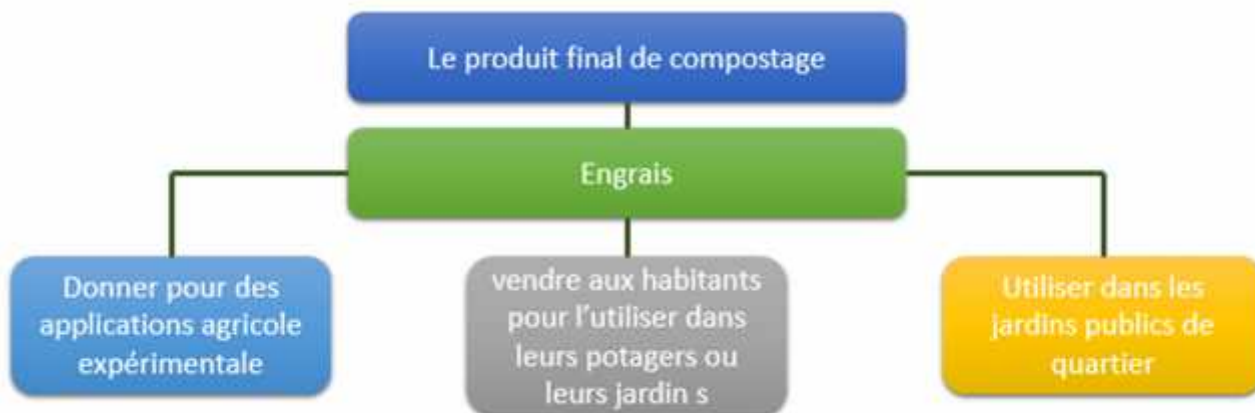 Le produit final de compostage
Engrais
Donner pour des
applications agricole
expérimentale
vendre aux habitants
pour l'utiliser dans
leurs potagers ou
leurs jardin s
Utiliser dans les
jardins publics de
quartier